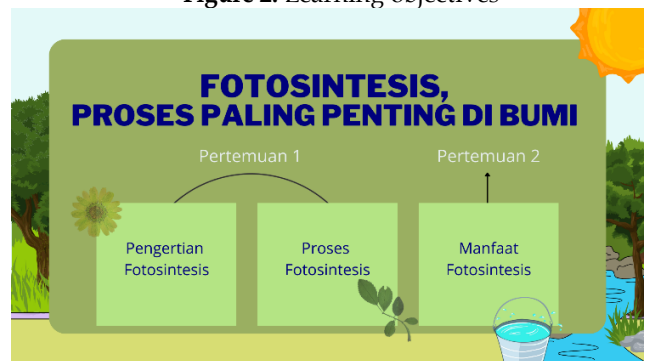 Figure 2. Learning objectives
FOTOSINTESIS,
PROSES PALING PENTING DI BUMI
Pertemuan 1
Pertemuan 2
Pengertian
Fotosintesis
Proses
Fotosintesis
Manfaat
Fotosintesis